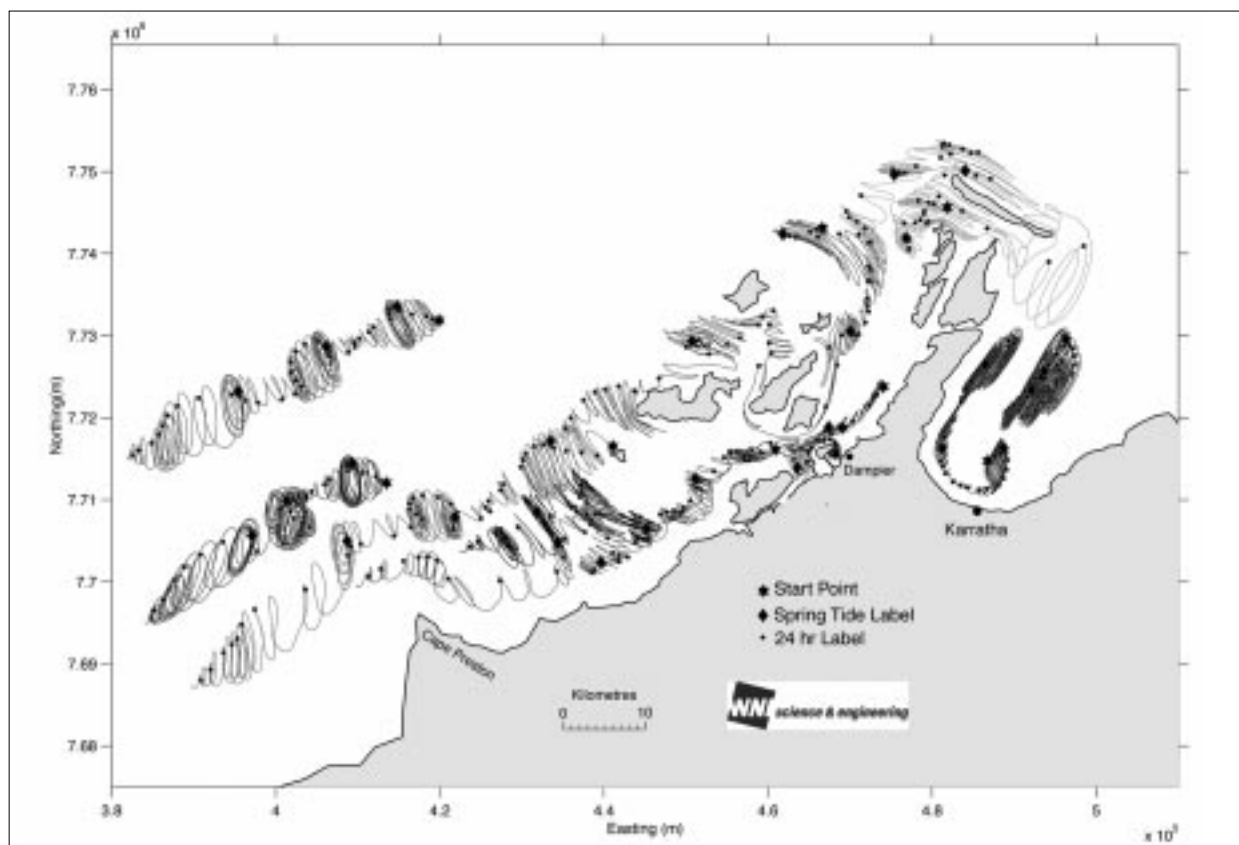 x 10⁶
7.76
7.75
7.74
7.73
7.72
7.71
7.7
7.69
7.68
Northing(m)
Dampier
Karratha
Cape Preston
Start Point
Spring Tide Label
24 hr Label
Kilometres
0 10
WNI science & engineering
3.8 4 4.2 4.4 4.6 4.8 5
Easting (m)
x 10⁵